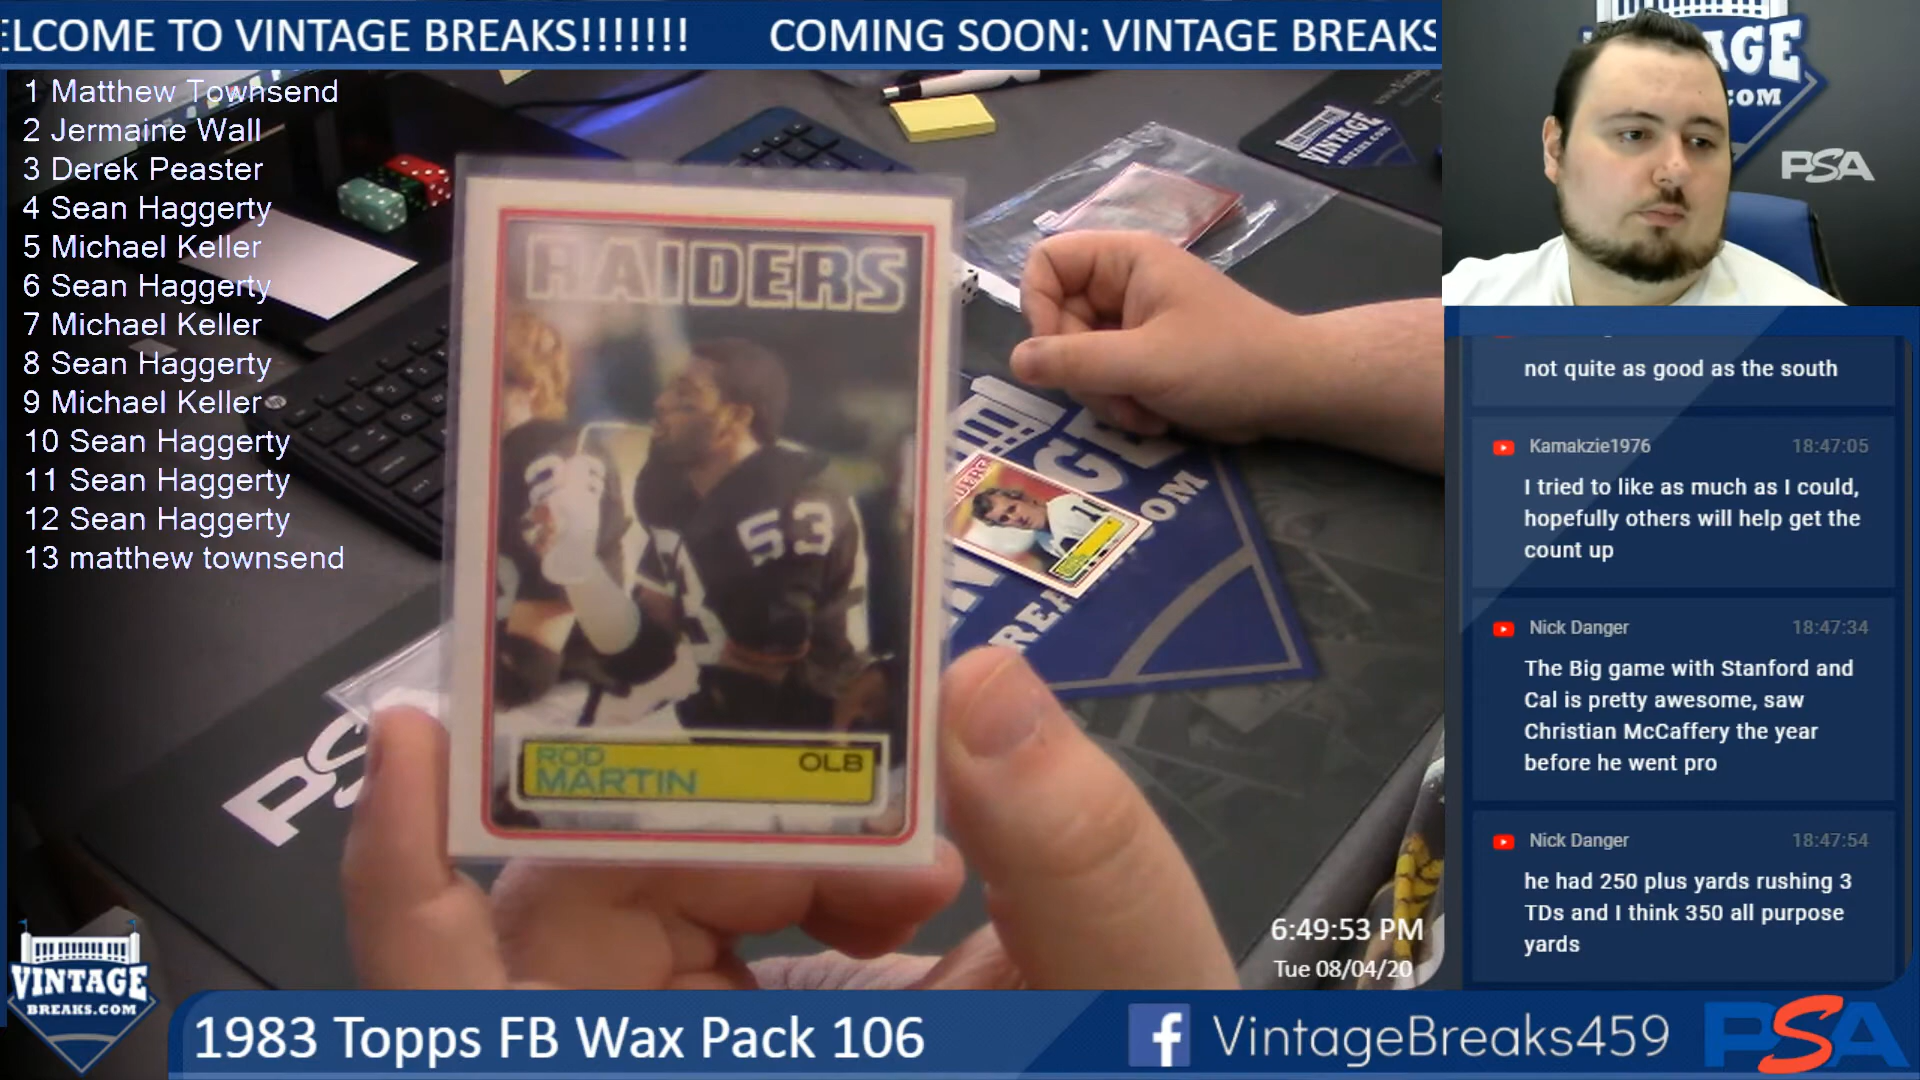 ELCOME TO VINTAGE BREAKS!!!!!!! COMING SOON: VINTAGE BREAKS
1 Matthew Townsend
2 Jermaine Wall
3 Derek Peaster
4 Sean Haggerty
5 Michael Keller
6 Sean Haggerty
7 Michael Keller
8 Sean Haggerty
9 Michael Keller
10 Sean Haggerty
11 Sean Haggerty
12 Sean Haggerty
13 matthew townsend
RAIDERS
53
ROD
MARTIN
OLB
VINTAGE
BREAKS.COM
PSA
not quite as good as the south
Kamakzie1976 18:47:05
I tried to like as much as I could,
hopefully others will help get the
count up
Nick Danger 18:47:34
The Big game with Stanford and
Cal is pretty awesome, saw
Christian McCaffery the year
before he went pro
Nick Danger 18:47:54
he had 250 plus yards rushing 3
TDs and I think 350 all purpose
yards
6:49:53 PM
Tue 08/04/20
VINTAGE
BREAKS.COM
1983 Topps FB Wax Pack 106
VintageBreaks459
PSA